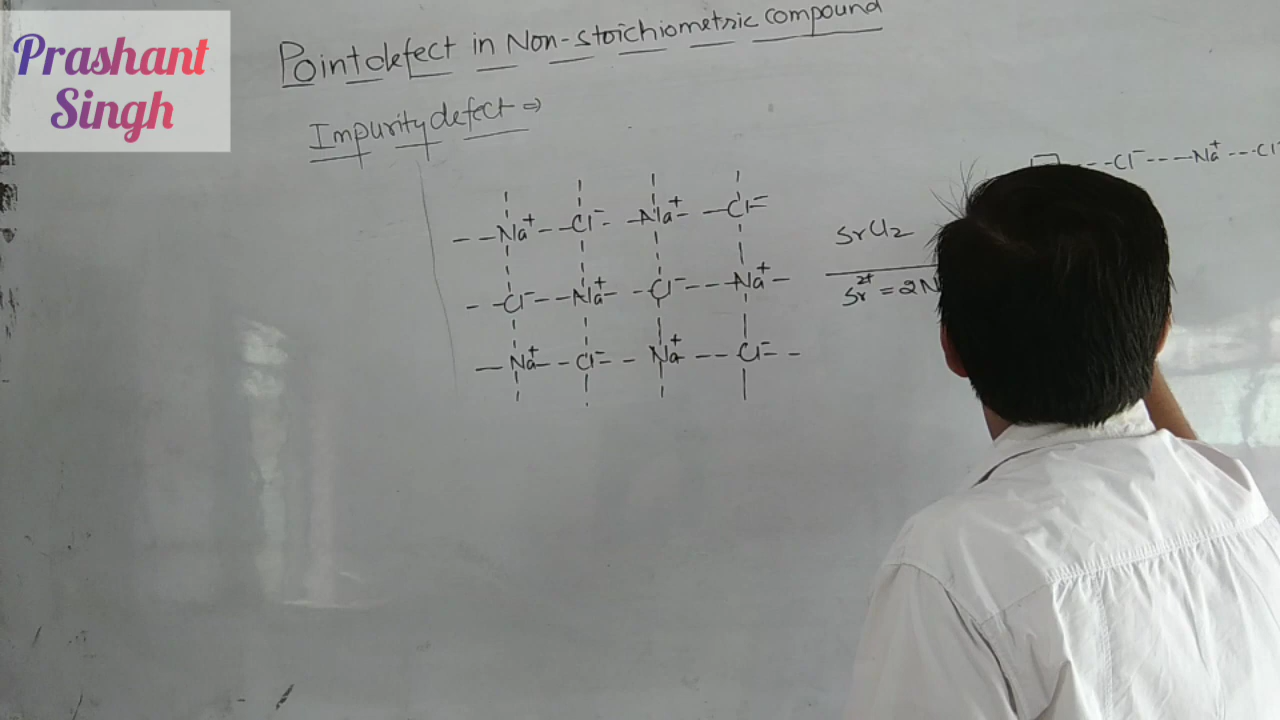 Prashant
Singh
Point defect in Non-stoichiometric compound
Impurity defect ⇒
Na⁺ Cl⁻ Na⁺ Cl⁻
Cl⁻ Na⁺ Cl⁻ Na⁺
Na⁺ Cl⁻ Na⁺ Cl⁻
SrCl₂
Sr²⁺ = 2N
Cl⁻ --- Na⁺ --- Cl⁻